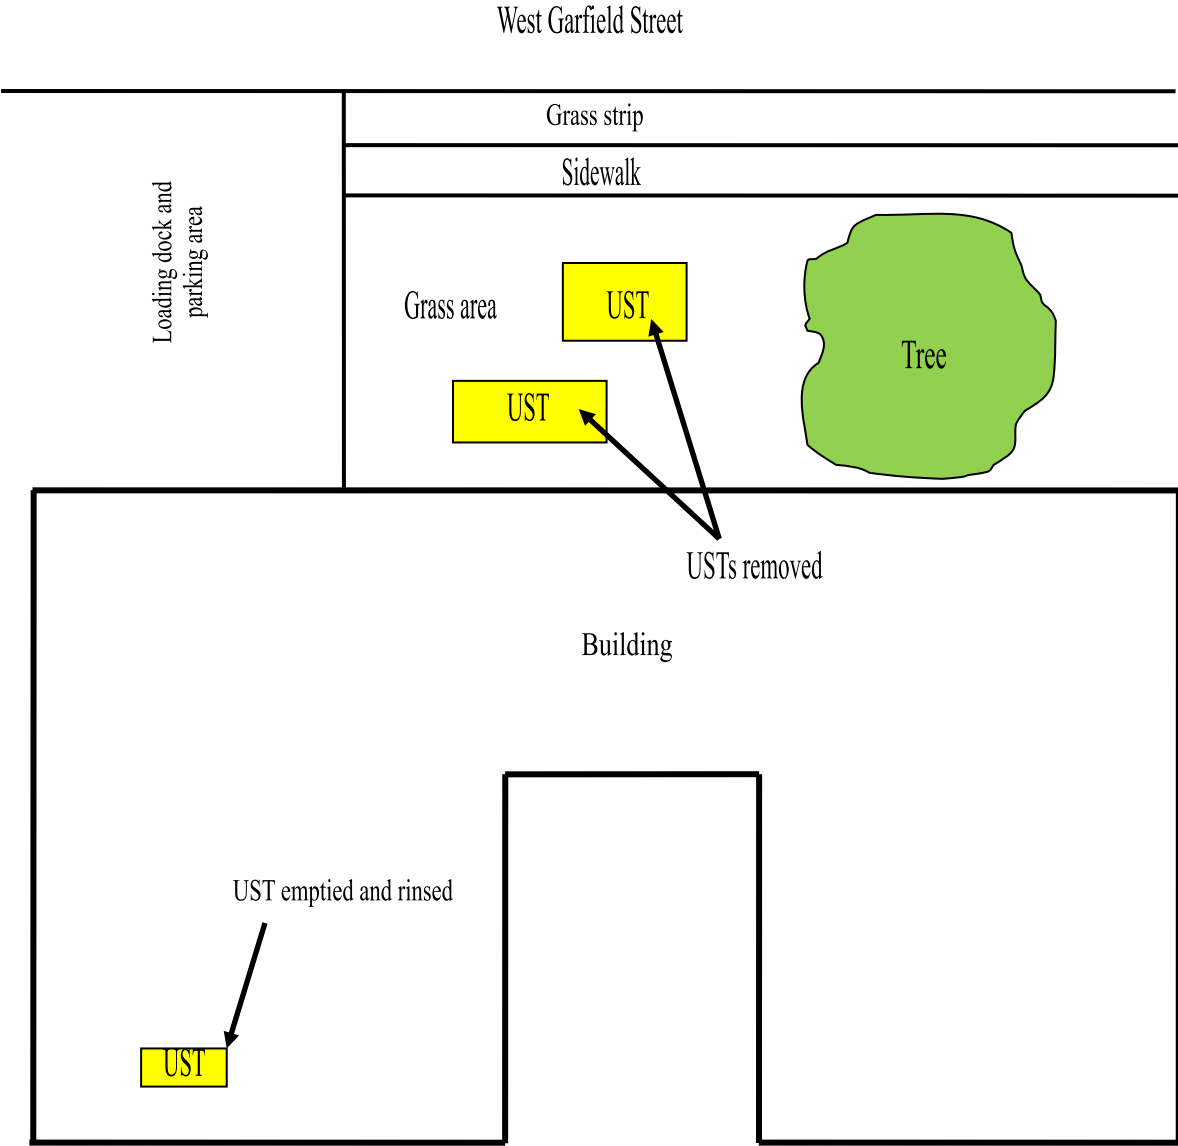 West Garfield Street
Grass strip
Sidewalk
Loading dock and
parking area
Grass area
UST
UST
Tree
USTs removed
Building
UST emptied and rinsed
UST